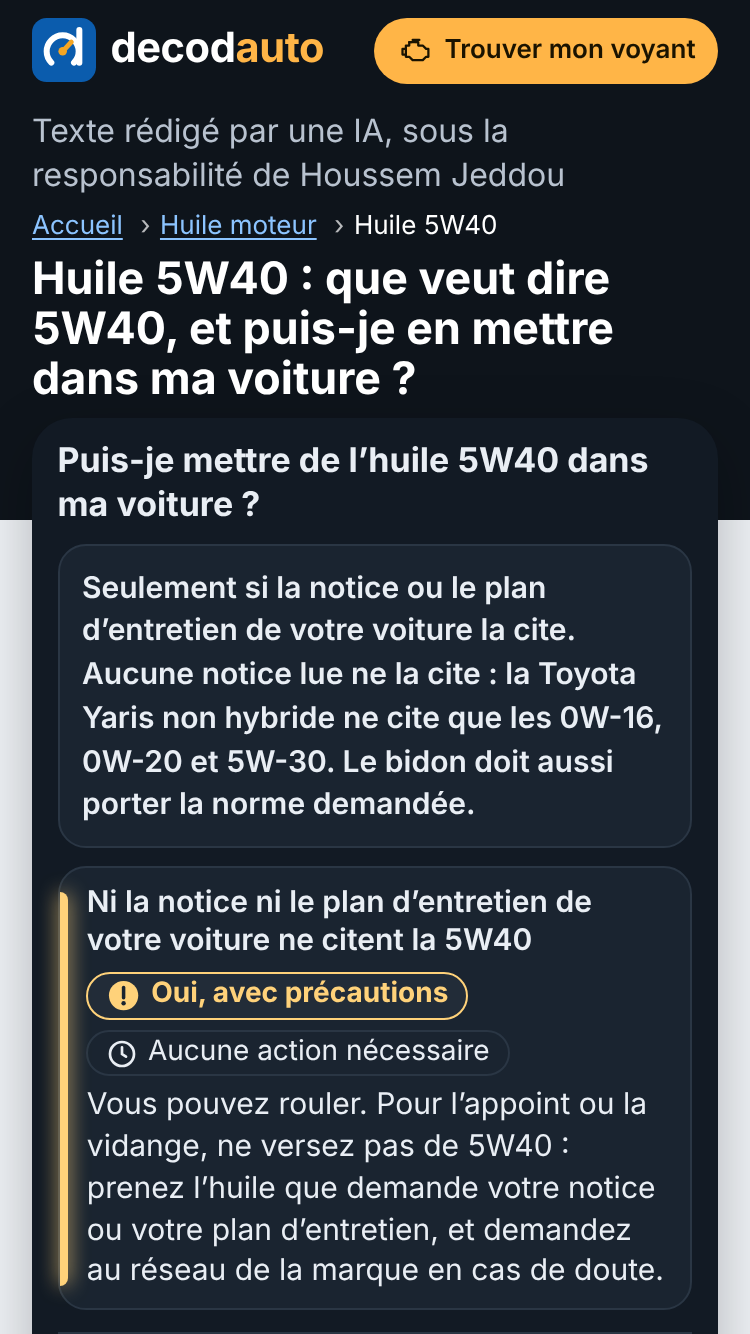 decodauto
Trouver mon voyant
Texte rédigé par une IA, sous la
responsabilité de Houssem Jeddou
Accueil › Huile moteur › Huile 5W40
Huile 5W40 : que veut dire
5W40, et puis-je en mettre
dans ma voiture ?
Puis-je mettre de l’huile 5W40 dans
ma voiture ?
Seulement si la notice ou le plan
d’entretien de votre voiture la cite.
Aucune notice lue ne la cite : la Toyota
Yaris non hybride ne cite que les 0W-16,
0W-20 et 5W-30. Le bidon doit aussi
porter la norme demandée.
Ni la notice ni le plan d’entretien de
votre voiture ne citent la 5W40
Oui, avec précautions
Aucune action nécessaire
Vous pouvez rouler. Pour l’appoint ou la
vidange, ne versez pas de 5W40 :
prenez l’huile que demande votre notice
ou votre plan d’entretien, et demandez
au réseau de la marque en cas de doute.